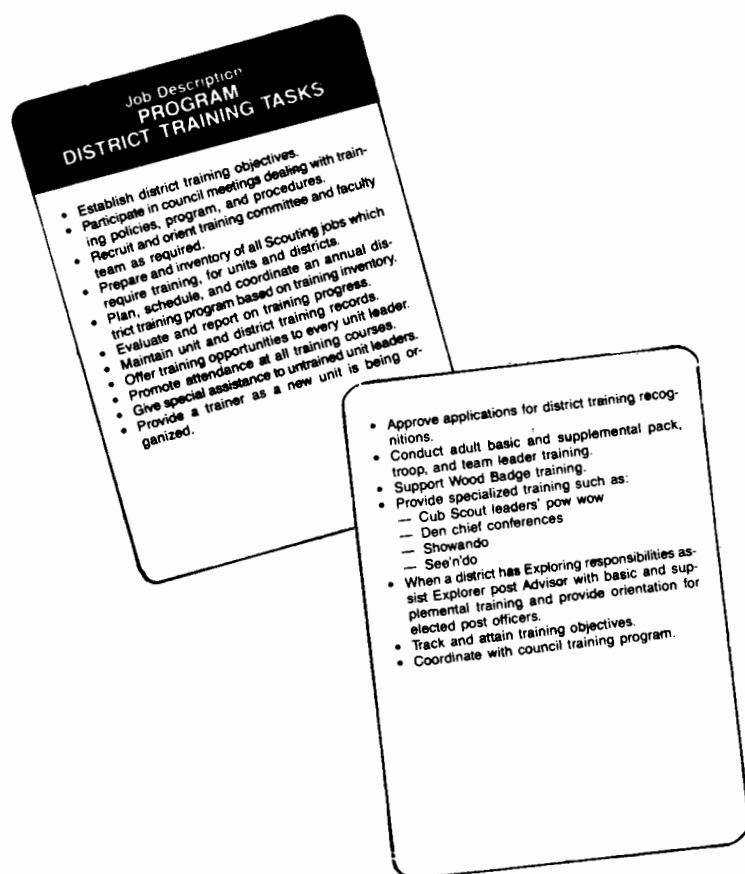 Job Description
PROGRAM
DISTRICT TRAINING TASKS
• Establish district training objectives.
• Participate in council meetings dealing with train-
ing policies, program, and procedures.
• Recruit and orient training committee and faculty
team as required.
• Prepare and inventory of all Scouting jobs which
require training, for units and districts.
• Plan, schedule, and coordinate an annual dis-
trict training program based on training inventory.
• Evaluate and report on training progress.
• Maintain unit and district training records.
• Offer training opportunities to every unit leader.
• Promote attendance at all training courses.
• Give special assistance to untrained unit leaders.
• Provide a trainer as a new unit is being or-
ganized.
• Approve applications for district training recog-
nitions.
• Conduct adult basic and supplemental pack,
troop, and team leader training.
• Support Wood Badge training.
• Provide specialized training such as:
— Cub Scout leaders' pow wow
— Den chief conferences
— Showando
— See'n'do
• When a district has Exploring responsibilities as-
sist Explorer post Advisor with basic and sup-
plemental training and provide orientation for
elected post officers.
• Track and attain training objectives.
• Coordinate with council training program.